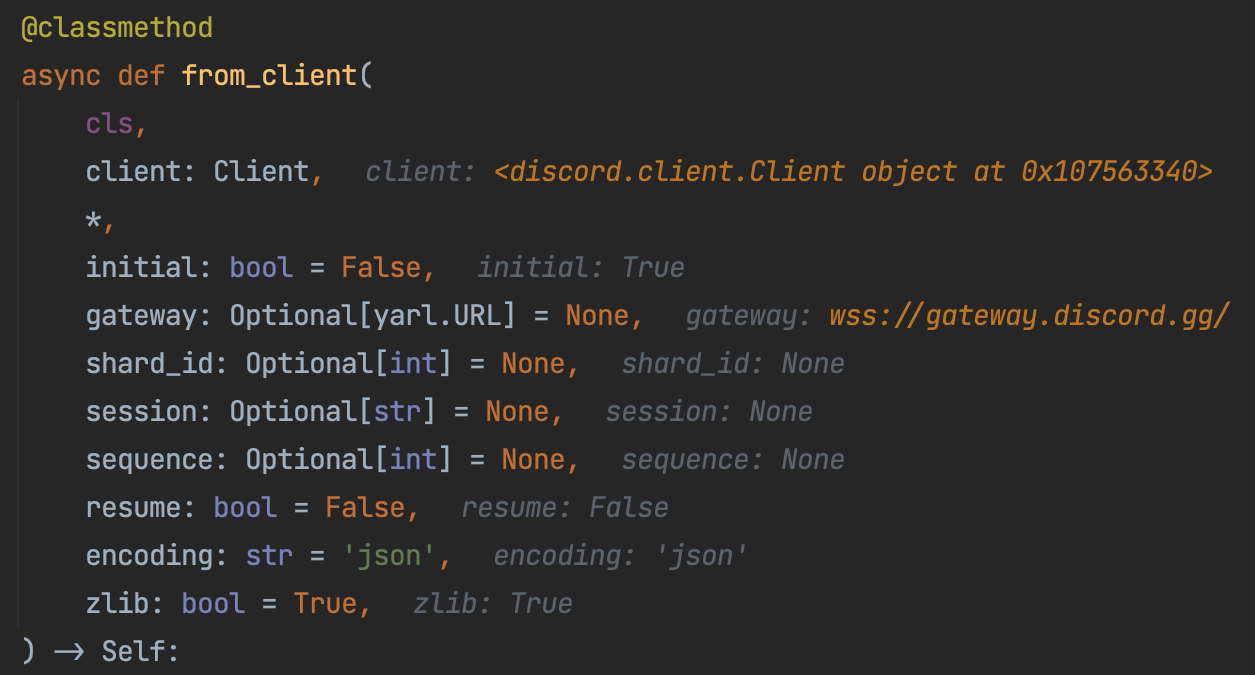 @classmethod
async def from_client(
cls,
client: Client, client: <discord.client.Client object at 0x107563340>
*,
initial: bool = False, initial: True
gateway: Optional[yarl.URL] = None, gateway: wss://gateway.discord.gg/
shard_id: Optional[int] = None, shard_id: None
session: Optional[str] = None, session: None
sequence: Optional[int] = None, sequence: None
resume: bool = False, resume: False
encoding: str = 'json', encoding: 'json'
zlib: bool = True, zlib: True
) -> Self: